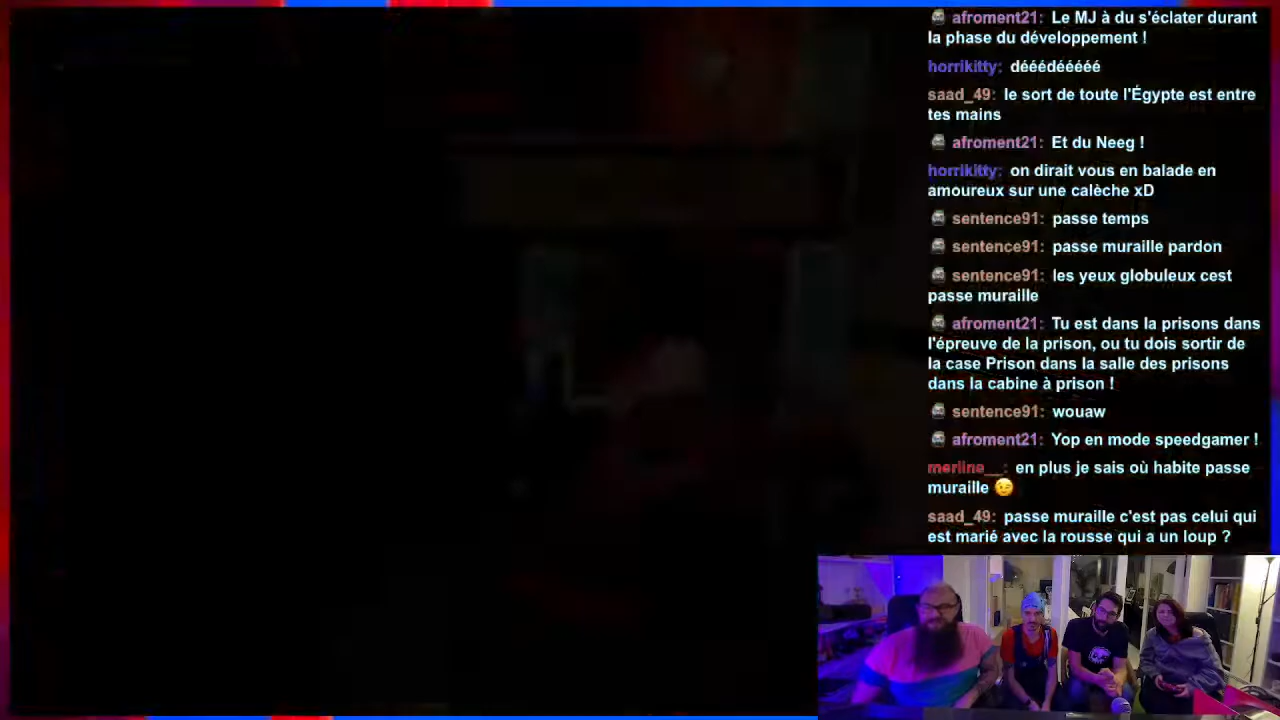 afroment21: Le MJ à du s'éclater durant
la phase du développement !
horrikitty: dééédééééé
saad_49: le sort de toute l'Égypte est entre
tes mains
afroment21: Et du Neeg !
horrikitty: on dirait vous en balade en
amoureux sur une calèche xD
sentence91: passe temps
sentence91: passe muraille pardon
sentence91: les yeux globuleux cest
passe muraille
afroment21: Tu est dans la prisons dans
l'épreuve de la prison, ou tu dois sortir de
la case Prison dans la salle des prisons
dans la cabine à prison !
sentence91: wouaw
afroment21: Yop en mode speedgamer !
merline__: en plus je sais où habite passe
muraille 😉
saad_49: passe muraille c'est pas celui qui
est marié avec la rousse qui a un loup ?